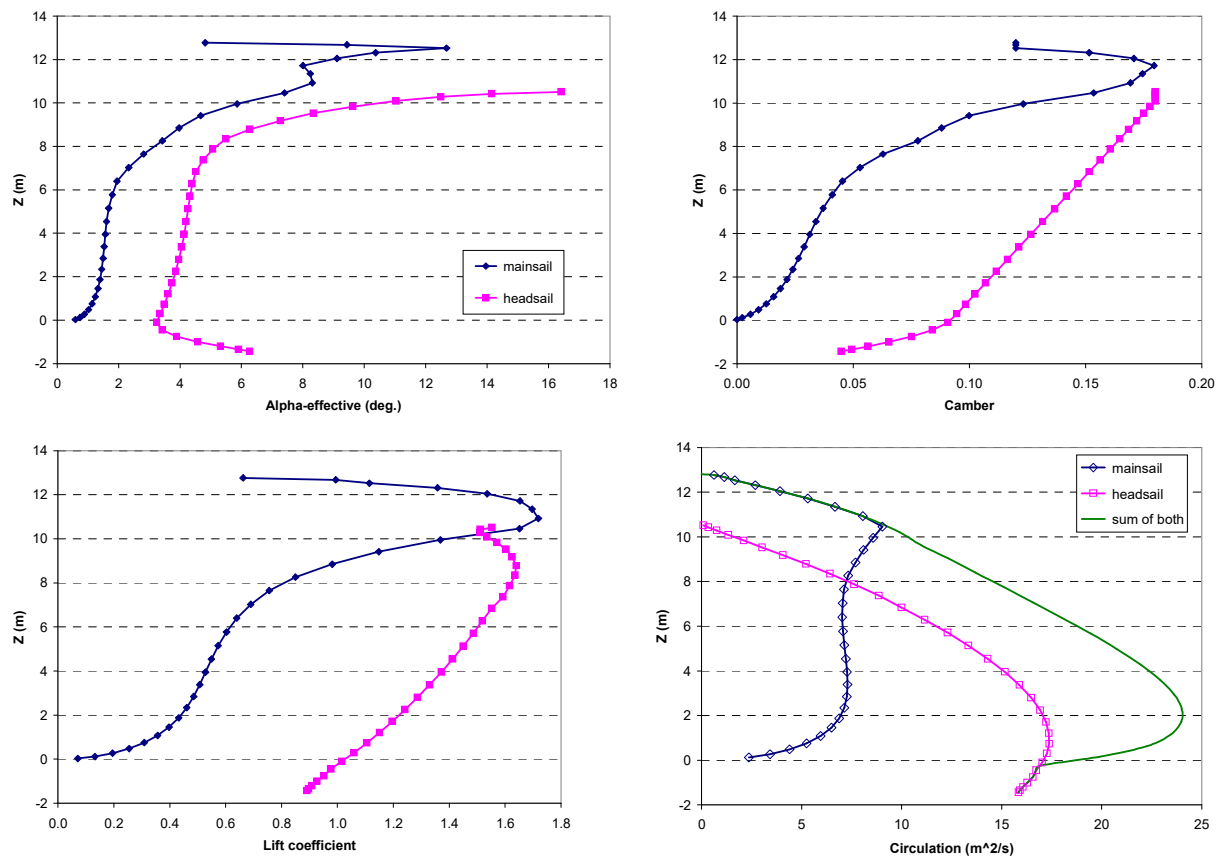 14
12
10
8
6
4
2
0
-2
Z (m)
0 2 4 6 8 10 12 14 16 18
Alpha-effective (deg.)
mainsail
headsail
14
12
10
8
6
4
2
0
-2
Z (m)
0.00 0.05 0.10 0.15 0.20
Camber
14
12
10
8
6
4
2
0
-2
Z (m)
0.0 0.2 0.4 0.6 0.8 1.0 1.2 1.4 1.6 1.8
Lift coefficient
14
12
10
8
6
4
2
0
-2
Z (m)
0 5 10 15 20 25
Circulation (m^2/s)
mainsail
headsail
sum of both